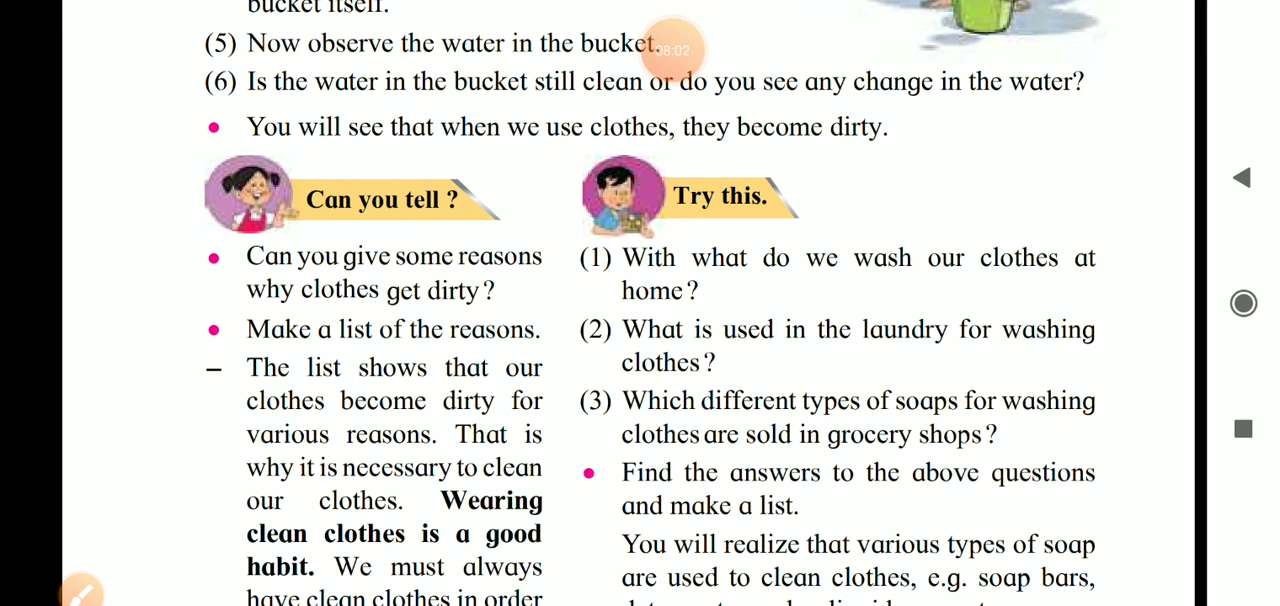 bucket itself.
(5) Now observe the water in the bucket.
08:02
(6) Is the water in the bucket still clean or do you see any change in the water?
• You will see that when we use clothes, they become dirty.
Can you tell ?
• Can you give some reasons
why clothes get dirty?
• Make a list of the reasons.
– The list shows that our
clothes become dirty for
various reasons. That is
why it is necessary to clean
our clothes. Wearing
clean clothes is a good
habit. We must always
have clean clothes in order
Try this.
(1) With what do we wash our clothes at
home?
(2) What is used in the laundry for washing
clothes?
(3) Which different types of soaps for washing
clothes are sold in grocery shops?
• Find the answers to the above questions
and make a list.
You will realize that various types of soap
are used to clean clothes, e.g. soap bars,